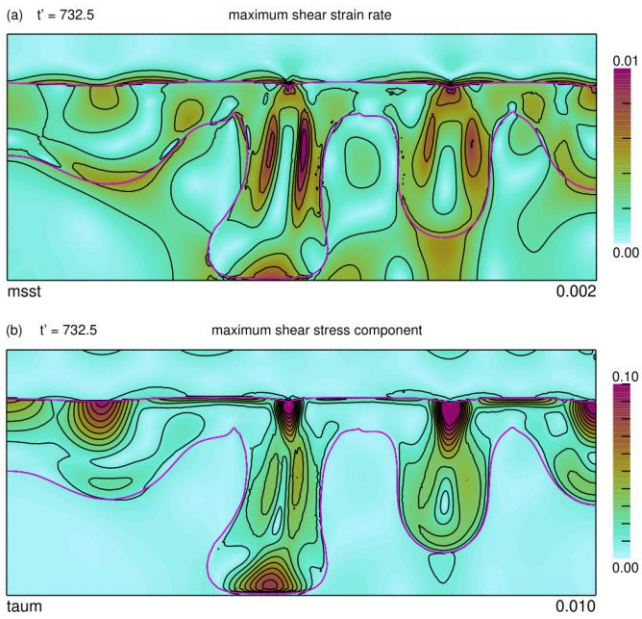 (a) t' = 732.5 maximum shear strain rate
0.01
0.00
msst 0.002
(b) t' = 732.5 maximum shear stress component
0.10
0.00
taum 0.010